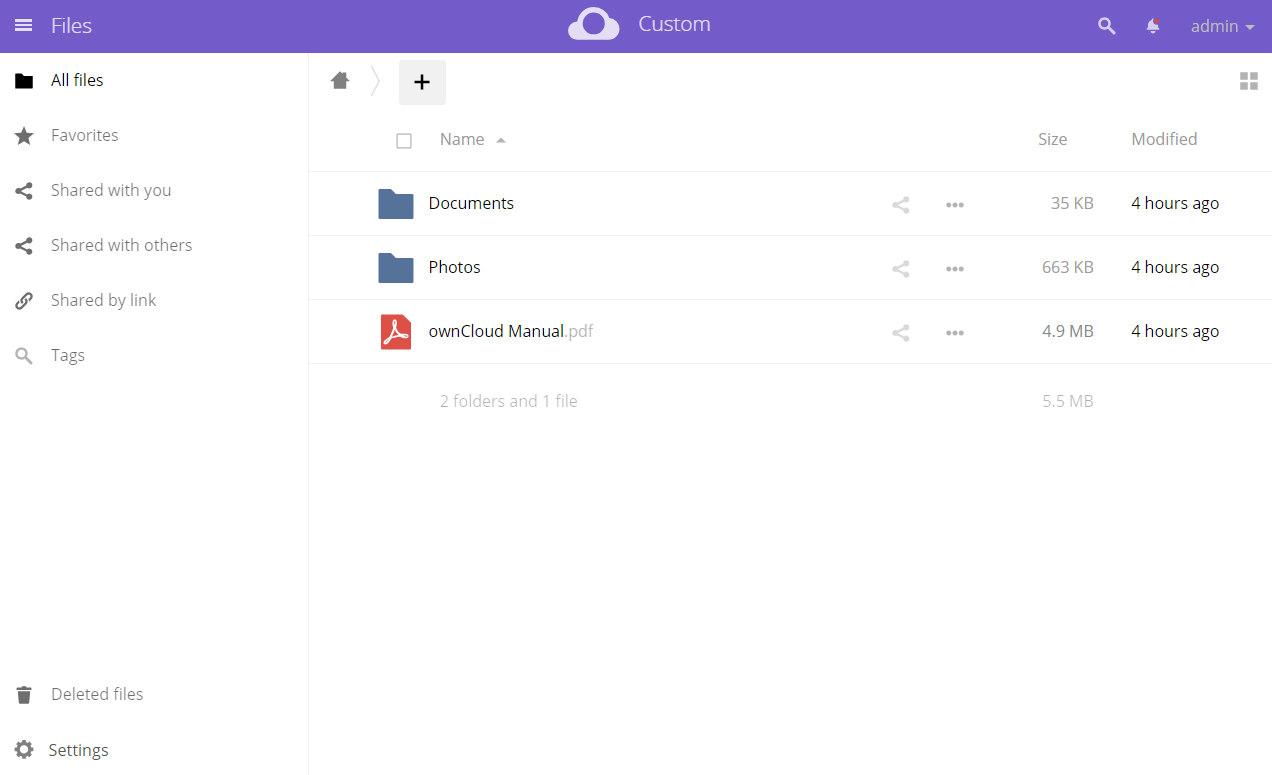 Files
Custom
admin
All files
Favorites
Shared with you
Shared with others
Shared by link
Tags
Deleted files
Settings
Name Size Modified
Documents 35 KB 4 hours ago
Photos 663 KB 4 hours ago
ownCloud Manual.pdf 4.9 MB 4 hours ago
2 folders and 1 file 5.5 MB